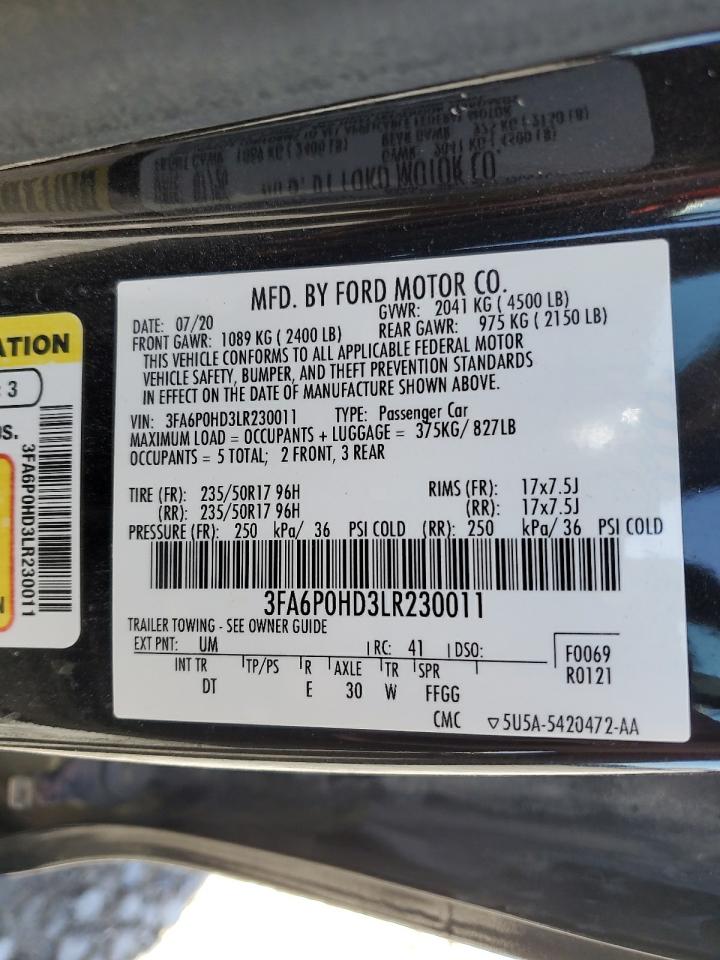 MFD. BY FORD MOTOR CO.
DATE: 07/20 GVWR: 2041 KG ( 4500 LB)
FRONT GAWR: 1089 KG ( 2400 LB) REAR GAWR: 975 KG ( 2150 LB)
THIS VEHICLE CONFORMS TO ALL APPLICABLE FEDERAL MOTOR
VEHICLE SAFETY, BUMPER, AND THEFT PREVENTION STANDARDS
IN EFFECT ON THE DATE OF MANUFACTURE SHOWN ABOVE.
VIN: 3FA6P0HD3LR230011 TYPE: Passenger Car
MAXIMUM LOAD = OCCUPANTS + LUGGAGE = 375KG/ 827LB
OCCUPANTS = 5 TOTAL; 2 FRONT, 3 REAR
TIRE (FR): 235/50R17 96H RIMS (FR): 17x7.5J
(RR): 235/50R17 96H (RR): 17x7.5J
PRESSURE (FR): 250 kPa/ 36 PSI COLD (RR): 250 kPa/ 36 PSI COLD
3FA6P0HD3LR230011
TRAILER TOWING - SEE OWNER GUIDE
EXT PNT: UM RC: 41 DSO:
F0069
R0121
INT TR TP/PS R AXLE TR SPR
DT E 30 W FFGG
CMC ▽5U5A-5420472-AA
ATION
3
3FA6P0HD3LR230011